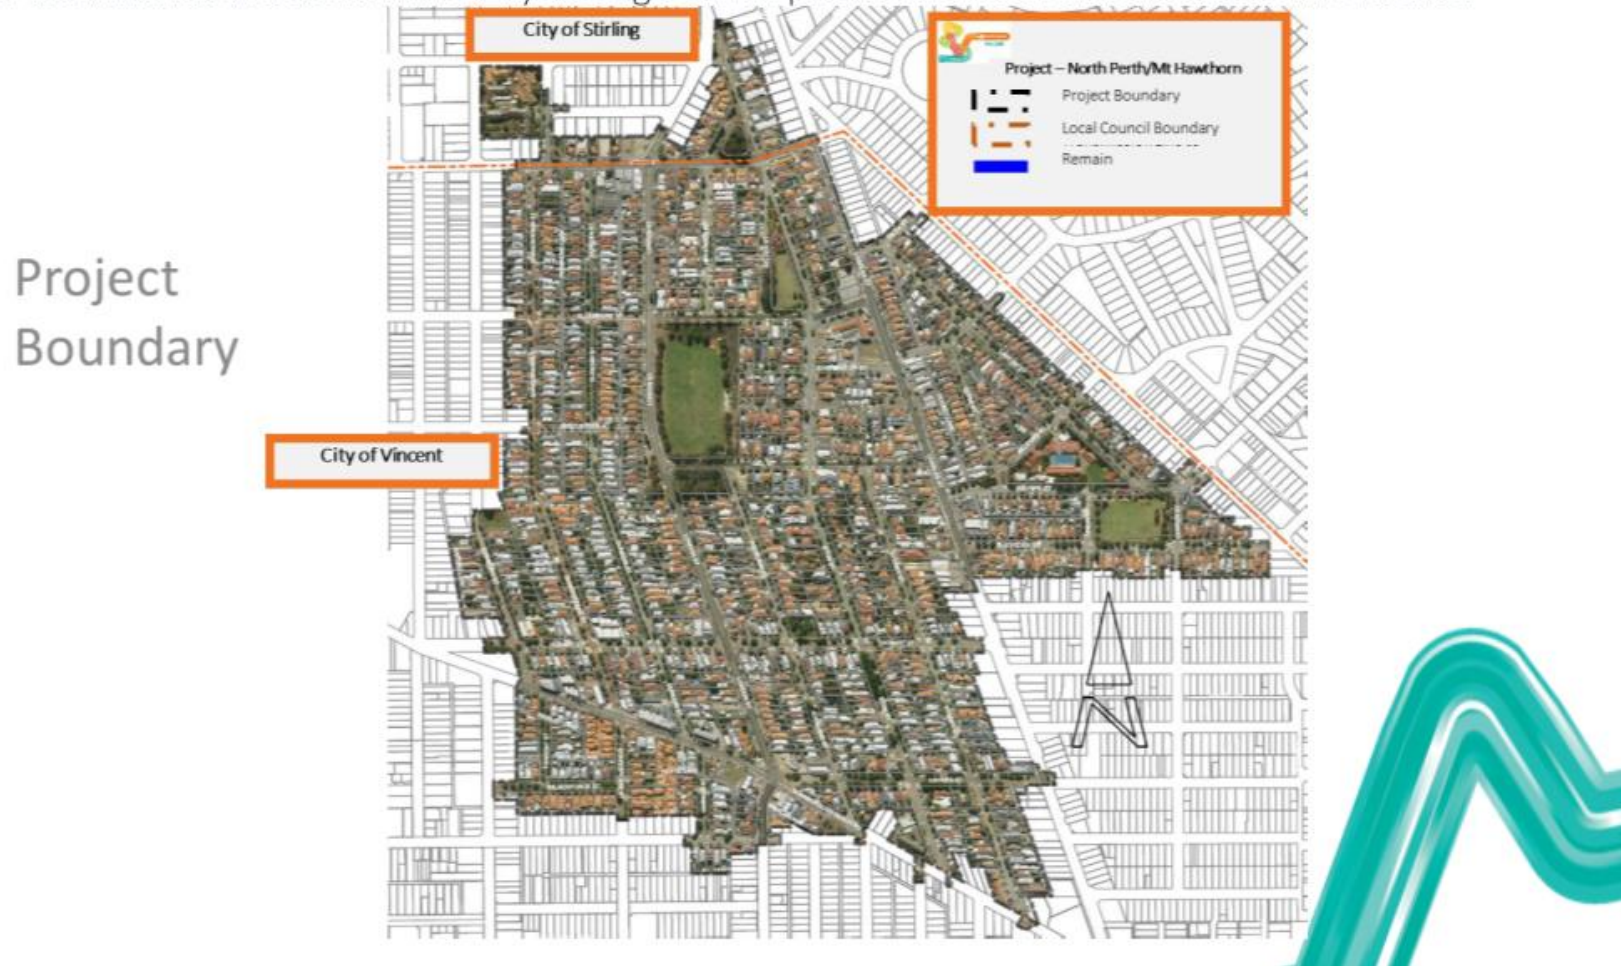 City of Stirling
Project – North Perth/Mt Hawthorn
Project Boundary
Local Council Boundary
Remain
Project
Boundary
City of Vincent
N